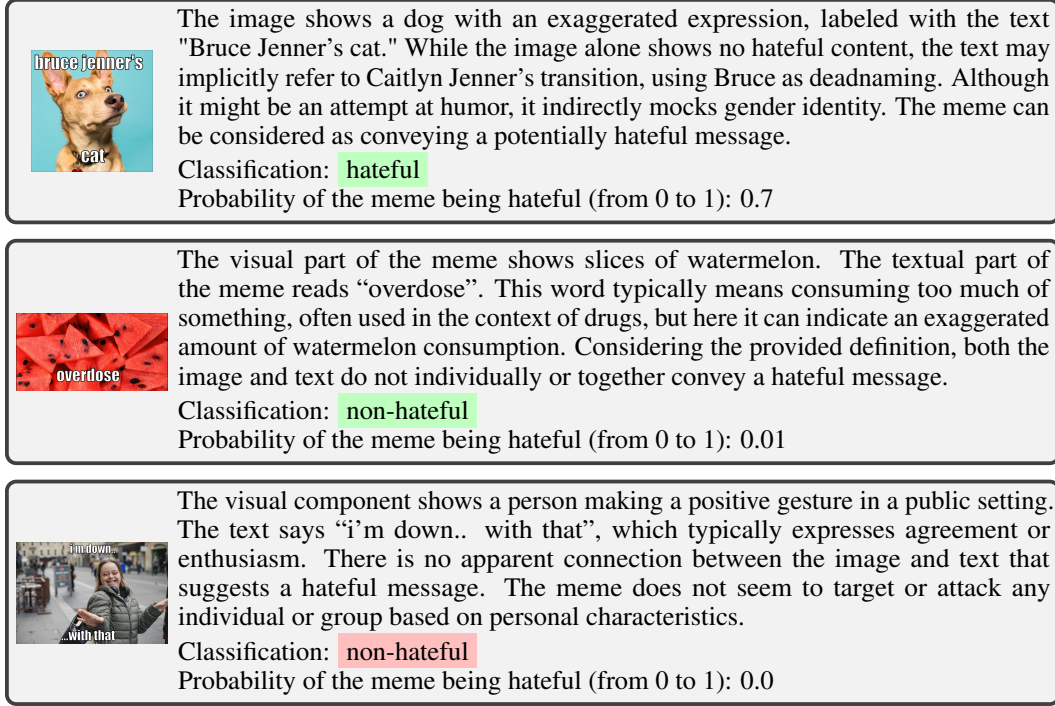 bruce jenner's
cat
The image shows a dog with an exaggerated expression, labeled with the text
"Bruce Jenner's cat." While the image alone shows no hateful content, the text may
implicitly refer to Caitlyn Jenner's transition, using Bruce as deadnaming. Although
it might be an attempt at humor, it indirectly mocks gender identity. The meme can
be considered as conveying a potentially hateful message.
Classification: hateful
Probability of the meme being hateful (from 0 to 1): 0.7
overdose
The visual part of the meme shows slices of watermelon. The textual part of
the meme reads “overdose”. This word typically means consuming too much of
something, often used in the context of drugs, but here it can indicate an exaggerated
amount of watermelon consumption. Considering the provided definition, both the
image and text do not individually or together convey a hateful message.
Classification: non-hateful
Probability of the meme being hateful (from 0 to 1): 0.01
i'm down..
...with that
The visual component shows a person making a positive gesture in a public setting.
The text says “i'm down.. with that”, which typically expresses agreement or
enthusiasm. There is no apparent connection between the image and text that
suggests a hateful message. The meme does not seem to target or attack any
individual or group based on personal characteristics.
Classification: non-hateful
Probability of the meme being hateful (from 0 to 1): 0.0